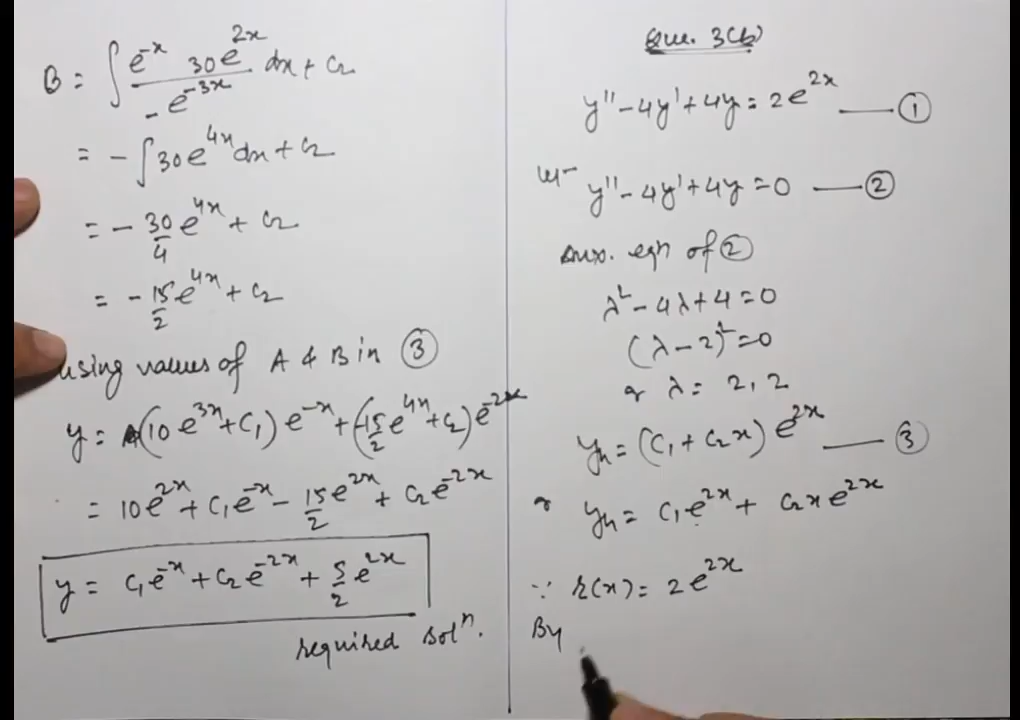 B = ∫ e^-x 30e^2x / -e^-3x dx + C2
= - ∫ 30e^4x dx + C2
= - 30/4 e^4x + C2
= - 15/2 e^4x + C2
using values of A & B in ③
y = (10e^3x + C1) e^-x + (-15/2 e^4x + C2) e^-2x
= 10e^2x + C1e^-x - 15/2 e^2x + C2e^-2x
y = C1e^-x + C2e^-2x + 5/2 e^2x
required solⁿ.
Que. 3(b)
y'' - 4y' + 4y = 2e^2x —— ①
let y'' - 4y' + 4y = 0 —— ②
Aux. eqn of ②
λ² - 4λ + 4 = 0
(λ - 2)² = 0
or λ = 2, 2
yh = (C1 + C2x) e^2x —— ③
or yh = C1e^2x + C2xe^2x
∵ r(x) = 2e^2x
By